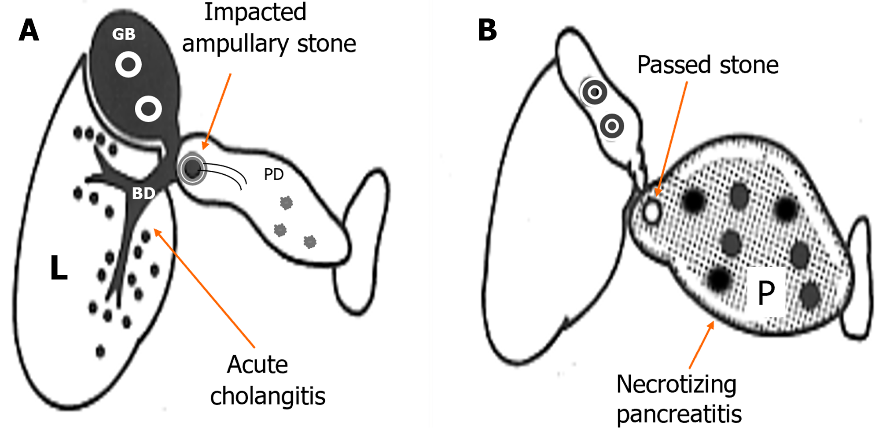 A
Impacted
ampullary stone
GB
PD
BD
L
Acute
cholangitis
B
Passed stone
P
Necrotizing
pancreatitis